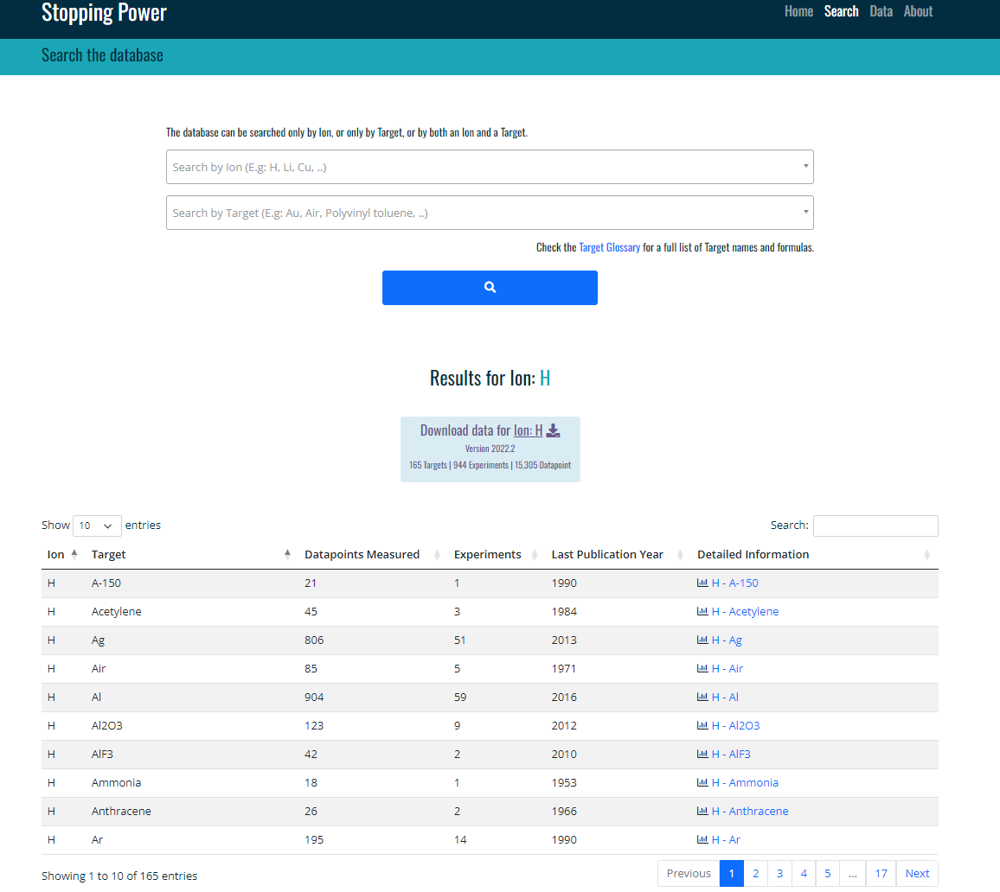 Stopping Power
Home Search Data About
Search the database
The database can be searched only by Ion, or only by Target, or by both an Ion and a Target.
Search by Ion (E.g: H, Li, Cu, ..)
Search by Target (E.g: Au, Air, Polyvinyl toluene, ..)
Check the Target Glossary for a full list of Target names and formulas.
Results for Ion: H
Download data for Ion: H
Version 2022.2
165 Targets | 944 Experiments | 15,305 Datapoint
Show 10 entries Search:
Ion Target Datapoints Measured Experiments Last Publication Year Detailed Information
H A-150 21 1 1990 H - A-150
H Acetylene 45 3 1984 H - Acetylene
H Ag 806 51 2013 H - Ag
H Air 85 5 1971 H - Air
H Al 904 59 2016 H - Al
H Al2O3 123 9 2012 H - Al2O3
H AlF3 42 2 2010 H - AlF3
H Ammonia 18 1 1953 H - Ammonia
H Anthracene 26 2 1966 H - Anthracene
H Ar 195 14 1990 H - Ar
Showing 1 to 10 of 165 entries Previous 1 2 3 4 5 ... 17 Next